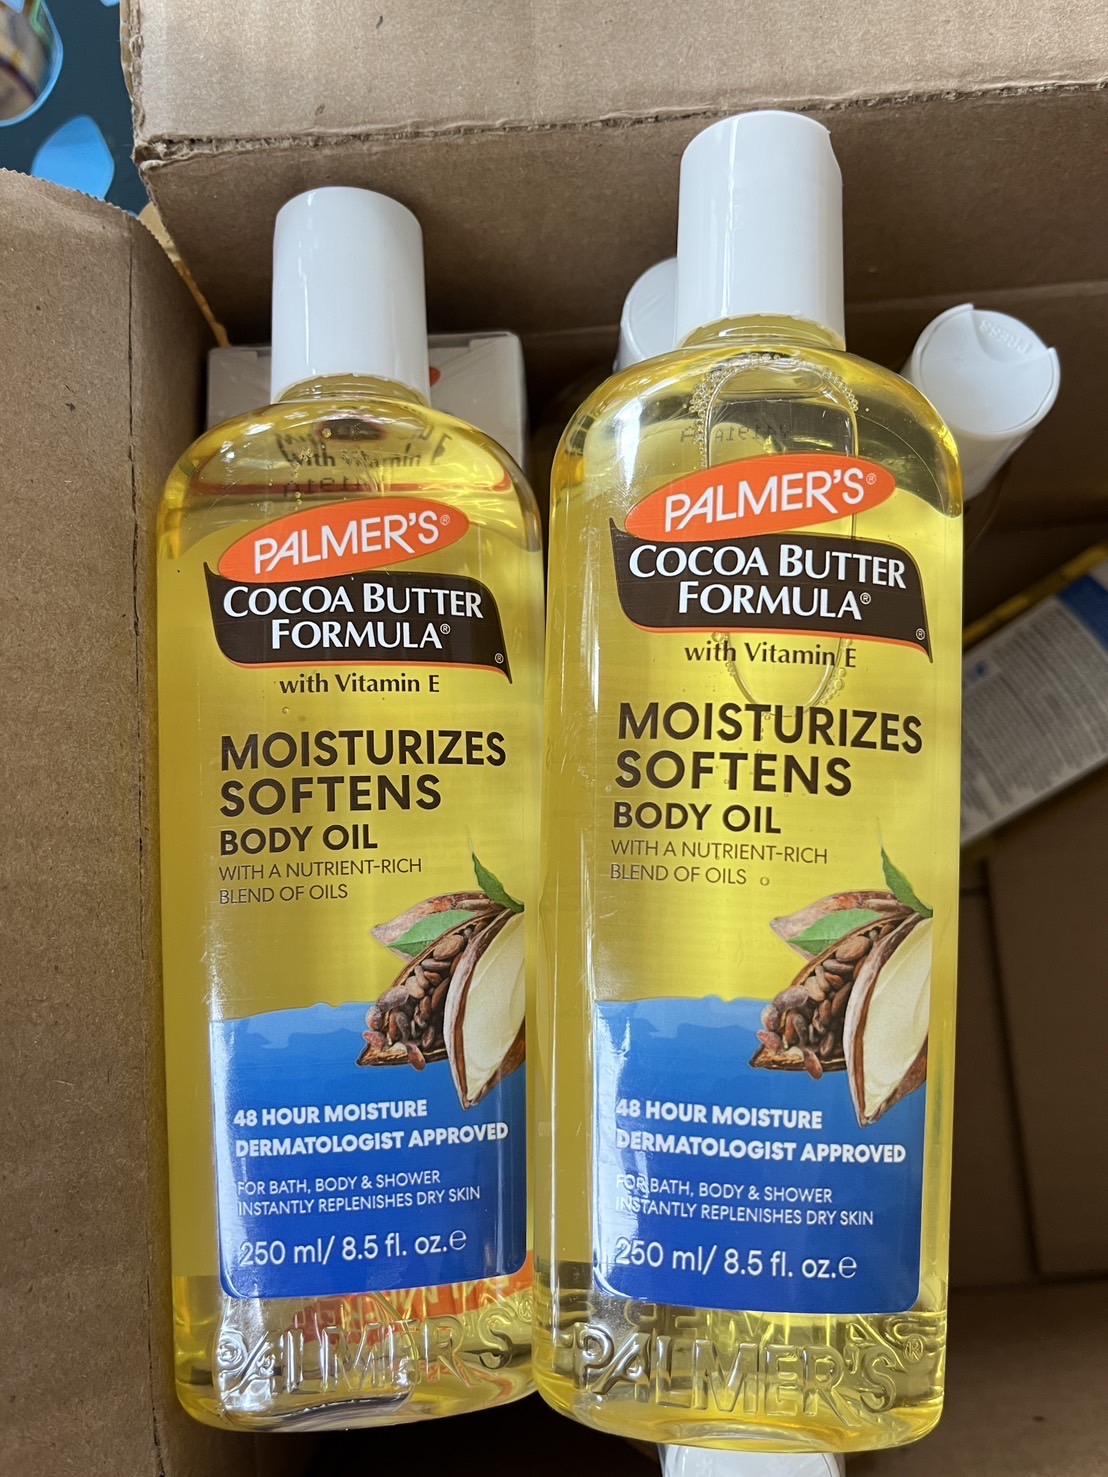 PALMER'S®
COCOA BUTTER
FORMULA®
®
with Vitamin E
MOISTURIZES
SOFTENS
BODY OIL
WITH A NUTRIENT-RICH
BLEND OF OILS
48 HOUR MOISTURE
DERMATOLOGIST APPROVED
FOR BATH, BODY & SHOWER
INSTANTLY REPLENISHES DRY SKIN
250 ml/ 8.5 fl. oz.e
PALMER'S®
PALMER'S®
COCOA BUTTER
FORMULA®
®
with Vitamin E
MOISTURIZES
SOFTENS
BODY OIL
WITH A NUTRIENT-RICH
BLEND OF OILS
48 HOUR MOISTURE
DERMATOLOGIST APPROVED
FOR BATH, BODY & SHOWER
INSTANTLY REPLENISHES DRY SKIN
250 ml/ 8.5 fl. oz.e
PALMER'S®
PRESS